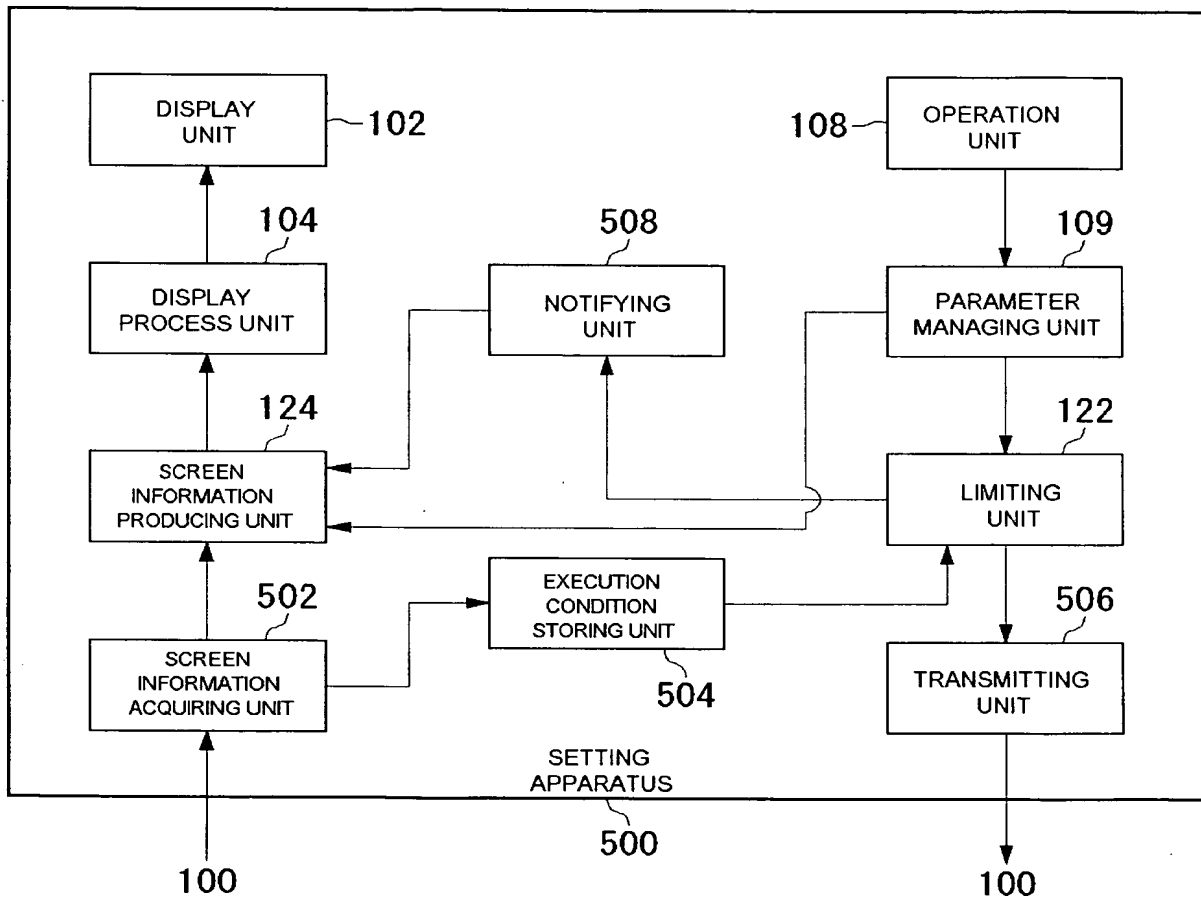 DISPLAY
UNIT
102
108
OPERATION
UNIT
104
DISPLAY
PROCESS UNIT
508
NOTIFYING
UNIT
109
PARAMETER
MANAGING UNIT
124
SCREEN
INFORMATION
PRODUCING UNIT
122
LIMITING
UNIT
502
SCREEN
INFORMATION
ACQUIRING UNIT
EXECUTION
CONDITION
STORING UNIT
504
506
TRANSMITTING
UNIT
SETTING
APPARATUS
500
100
100